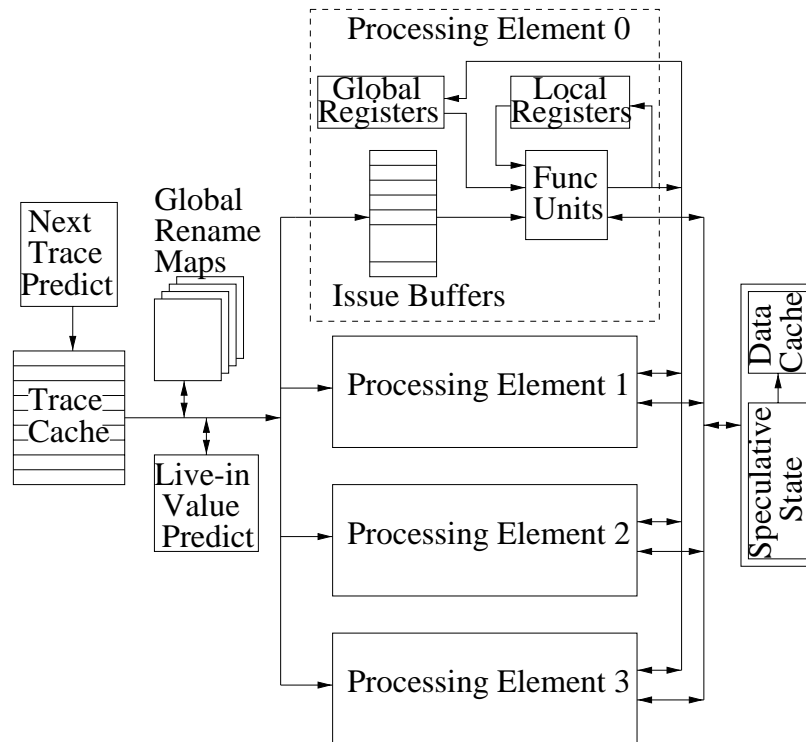 Processing Element 0
Global
Registers
Local
Registers
Func
Units
Issue Buffers
Next
Trace
Predict
Global
Rename
Maps
Trace
Cache
Live-in
Value
Predict
Processing Element 1
Processing Element 2
Processing Element 3
Data
Cache
Speculative
State